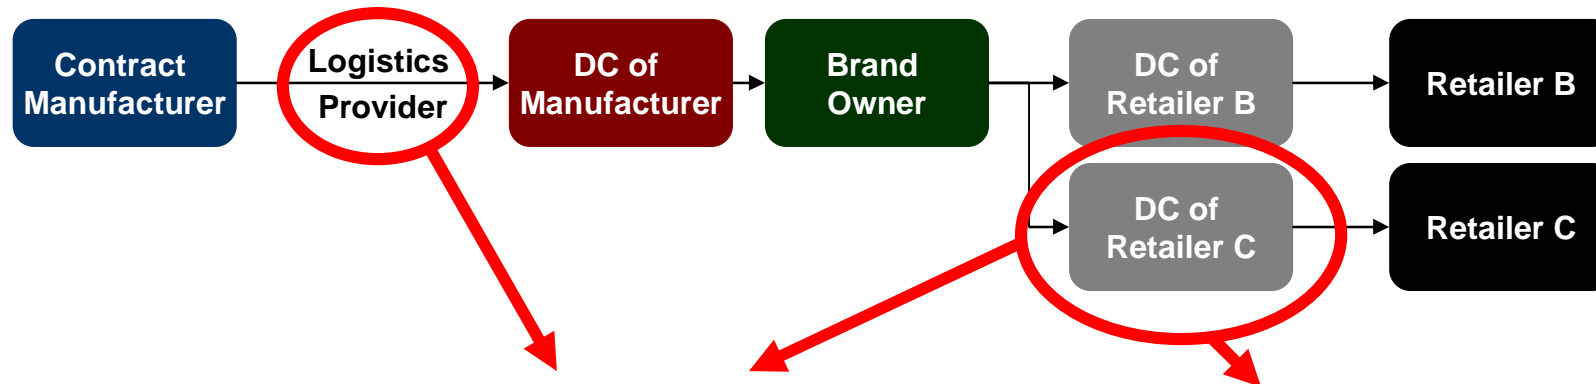 Contract
Manufacturer
Logistics
Provider
DC of
Manufacturer
Brand
Owner
DC of
Retailer B
Retailer B
DC of
Retailer C
Retailer C